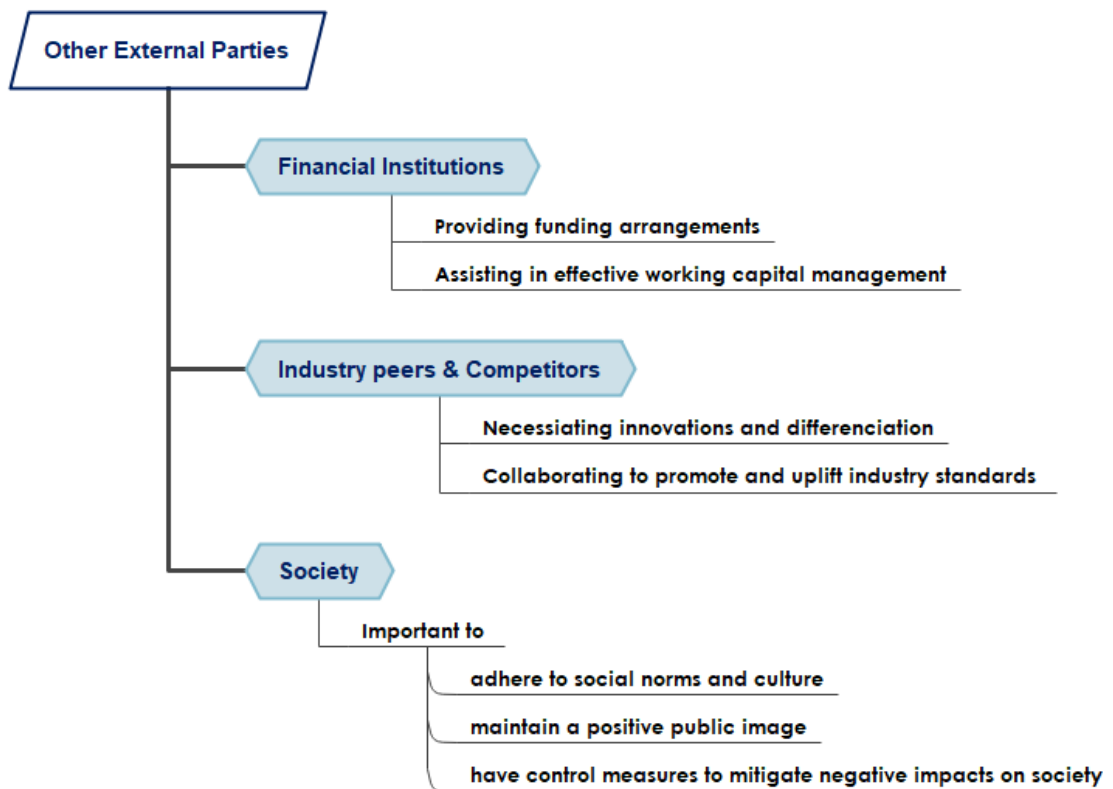 Other External Parties
Financial Institutions
Providing funding arrangements
Assisting in effective working capital management
Industry peers & Competitors
Necessiating innovations and differenciation
Collaborating to promote and uplift industry standards
Society
Important to
adhere to social norms and culture
maintain a positive public image
have control measures to mitigate negative impacts on society